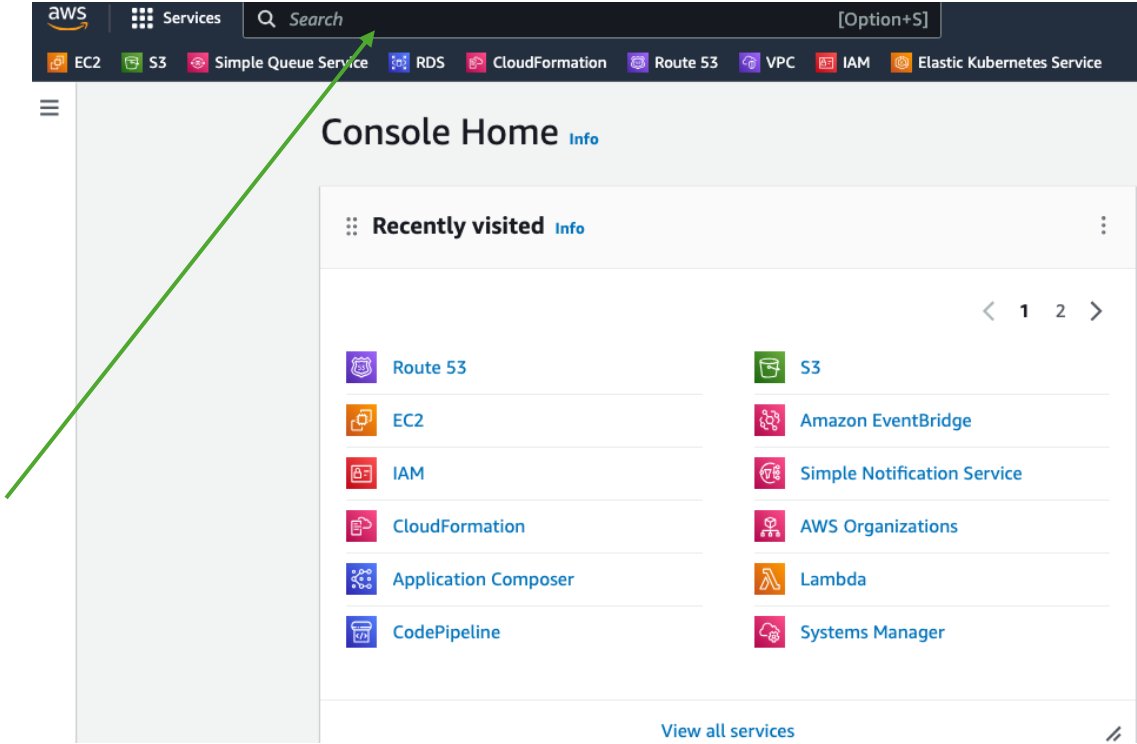 aws Services Search [Option+S]
EC2 S3 Simple Queue Service RDS CloudFormation Route 53 VPC IAM Elastic Kubernetes Service
Console Home Info
Recently visited Info
1 2
Route 53 S3
EC2 Amazon EventBridge
IAM Simple Notification Service
CloudFormation AWS Organizations
Application Composer Lambda
CodePipeline Systems Manager
View all services